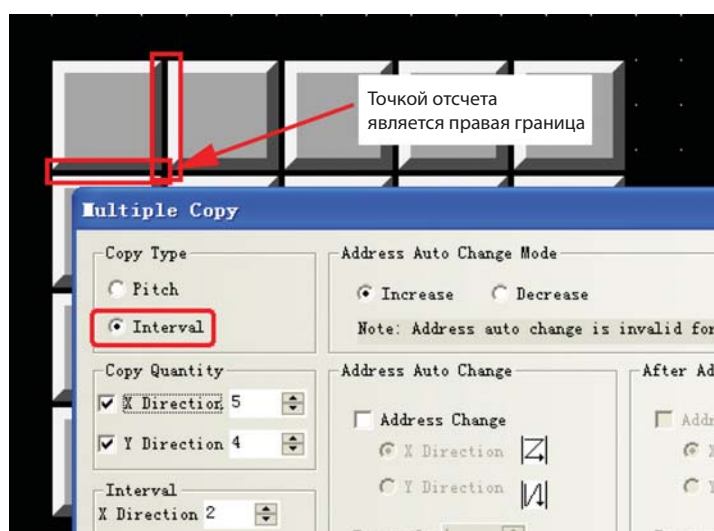 Точкой отсчета
является правая граница
Multiple Copy
Copy Type
Pitch
Interval
Address Auto Change Mode
Increase Decrease
Note: Address auto change is invalid for
Copy Quantity
X Direction 5
Y Direction 4
Address Auto Change
Address Change
X Direction
Y Direction
After Ad
Addr
Interval
X Direction 2